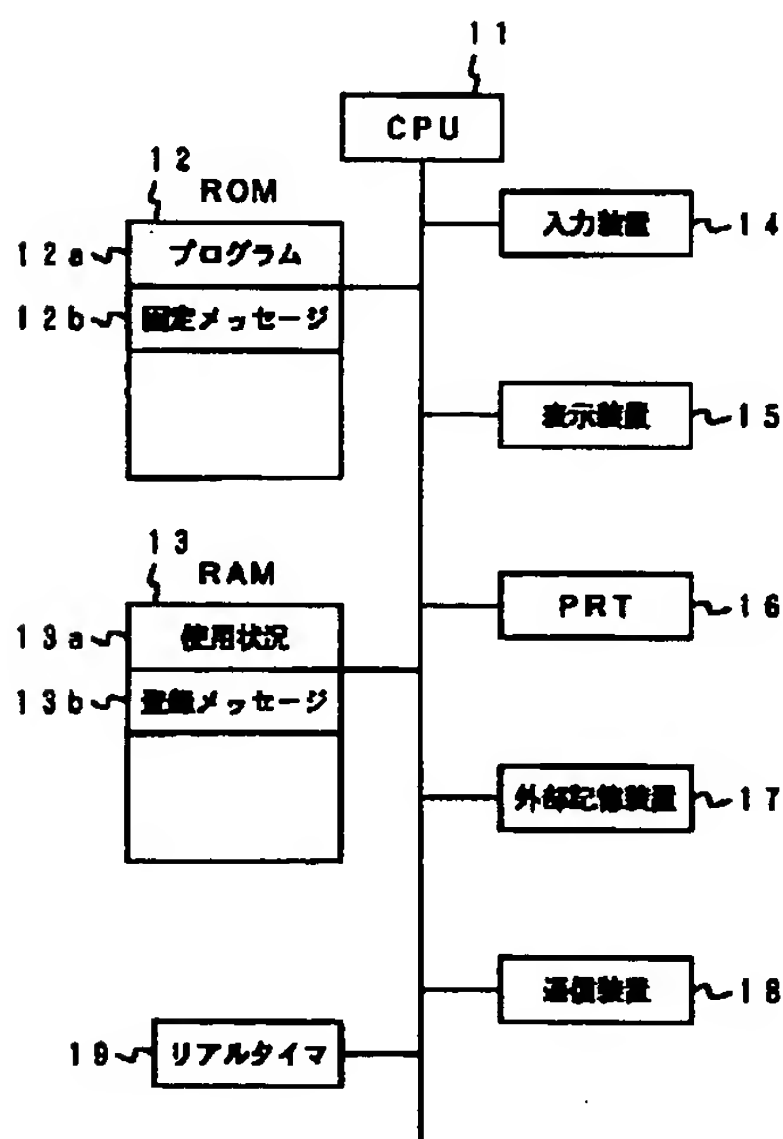 11
CPU
12
ROM
12a プログラム
12b 固定メッセージ
入力装置 14
表示装置 15
13
RAM
13a 使用状況
13b 登録メッセージ
PRT 16
外部記憶装置 17
通信装置 18
19 リアルタイマ